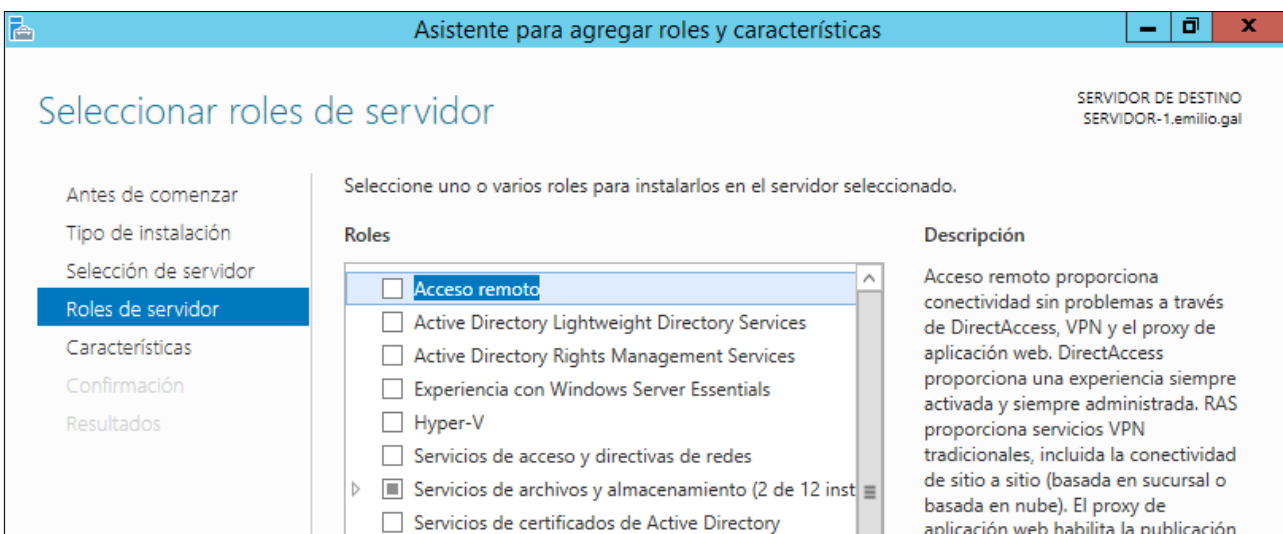 Asistente para agregar roles y características
Seleccionar roles de servidor
SERVIDOR DE DESTINO
SERVIDOR-1.emilio.gal
Antes de comenzar
Tipo de instalación
Selección de servidor
Roles de servidor
Características
Confirmación
Resultados
Seleccione uno o varios roles para instalarlos en el servidor seleccionado.
Roles
Acceso remoto
Active Directory Lightweight Directory Services
Active Directory Rights Management Services
Experiencia con Windows Server Essentials
Hyper-V
Servicios de acceso y directivas de redes
Servicios de archivos y almacenamiento (2 de 12 inst
Servicios de certificados de Active Directory
Descripción
Acceso remoto proporciona
conectividad sin problemas a través
de DirectAccess, VPN y el proxy de
aplicación web. DirectAccess
proporciona una experiencia siempre
activada y siempre administrada. RAS
proporciona servicios VPN
tradicionales, incluida la conectividad
de sitio a sitio (basada en sucursal o
basada en nube). El proxy de
aplicación web habilita la publicación